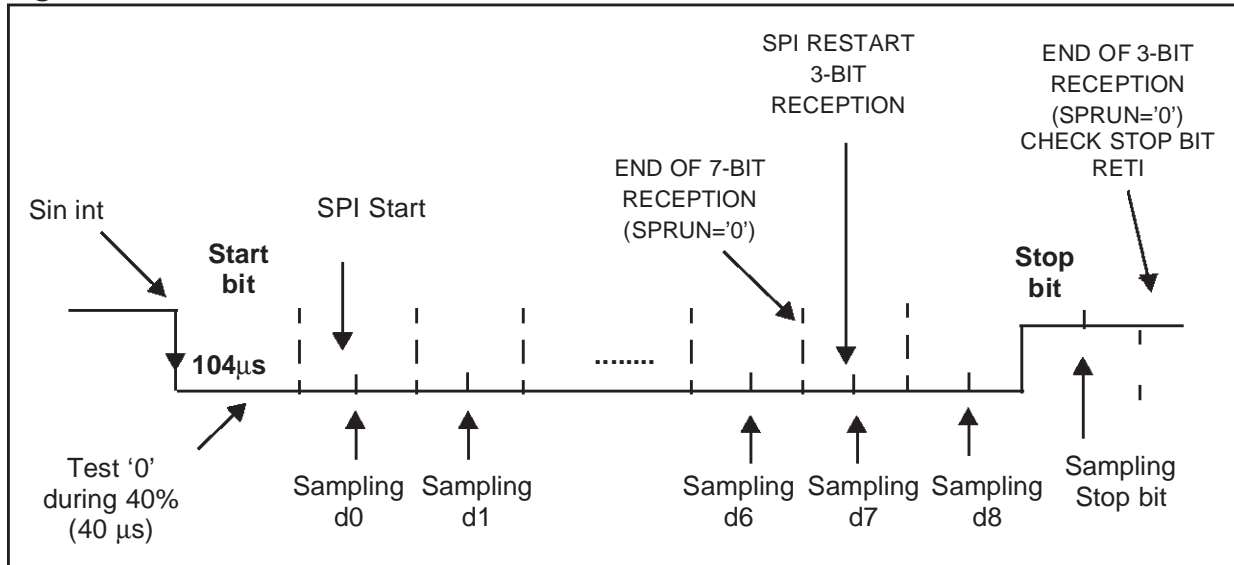 SPI RESTART
3-BIT
RECEPTION
END OF 3-BIT
RECEPTION
(SPRUN='0')
CHECK STOP BIT
RETI
END OF 7-BIT
RECEPTION
(SPRUN=‘0’)
Sin int
SPI Start
Start
bit
Stop
bit
104µs
........
Test ‘0’
during 40%
(40 µs)
Sampling
d0
Sampling
d1
Sampling
d6
Sampling
d7
Sampling
d8
Sampling
Stop bit